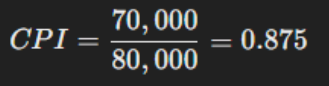 CPI = 70,000 / 80,000 = 0.875